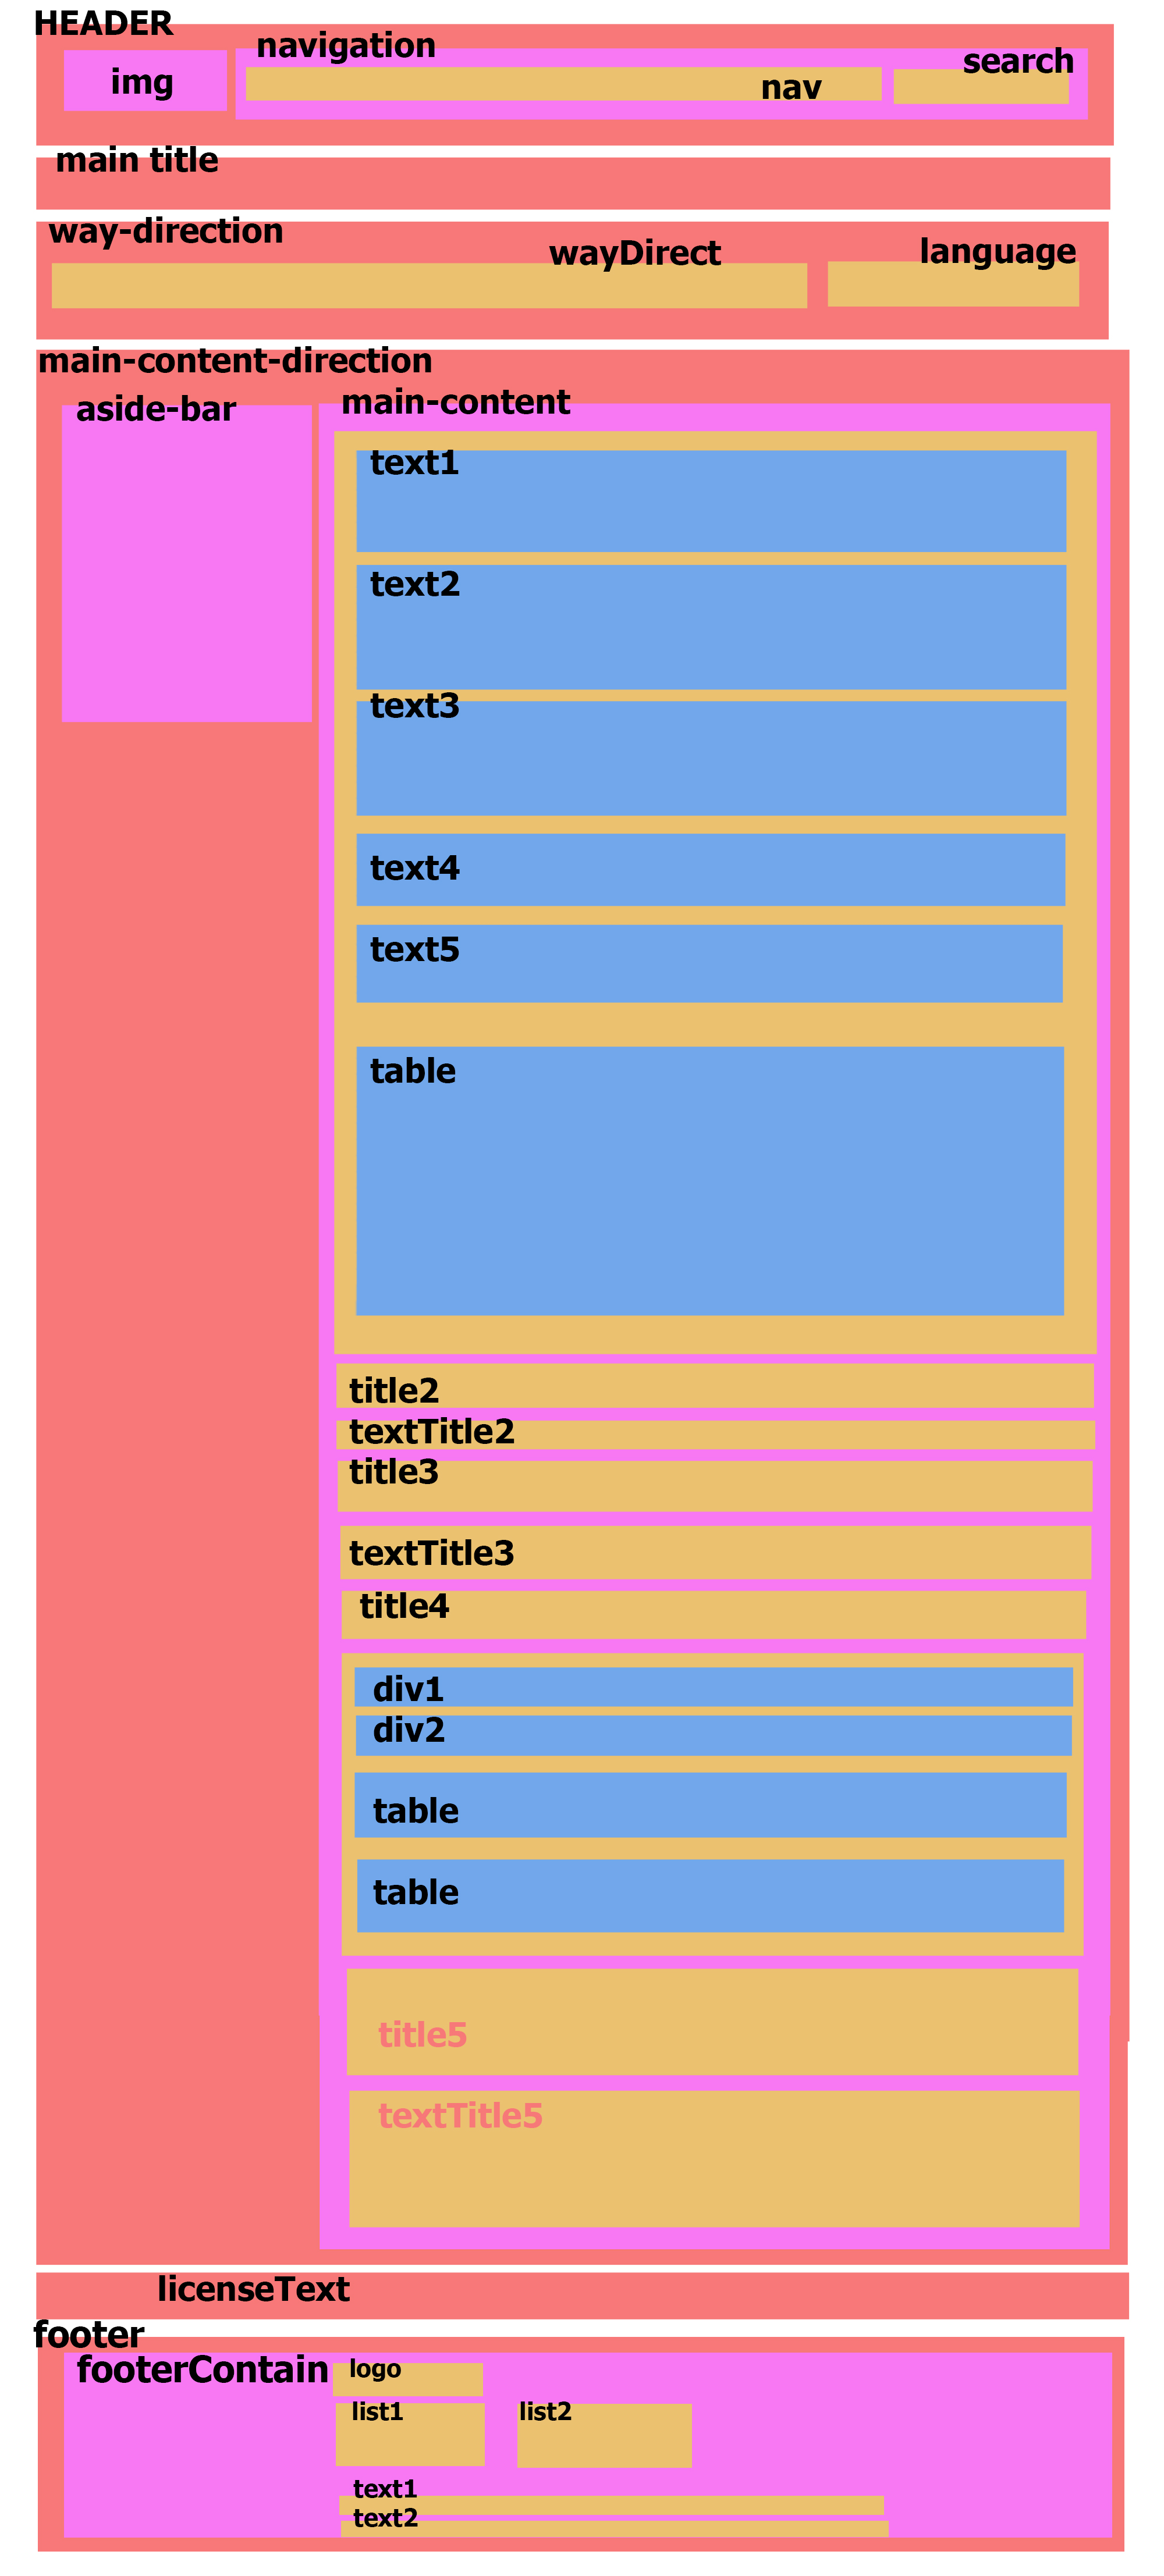 HEADER
img
navigation
nav
search
main title
way-direction
wayDirect
language
main-content-direction
aside-bar
main-content
text1
text2
text3
text4
text5
table
title2
textTitle2
title3
textTitle3
title4
div1
div2
table
table
title5
textTitle5
licenseText
footer
footerContain
logo
list1
list2
text1
text2